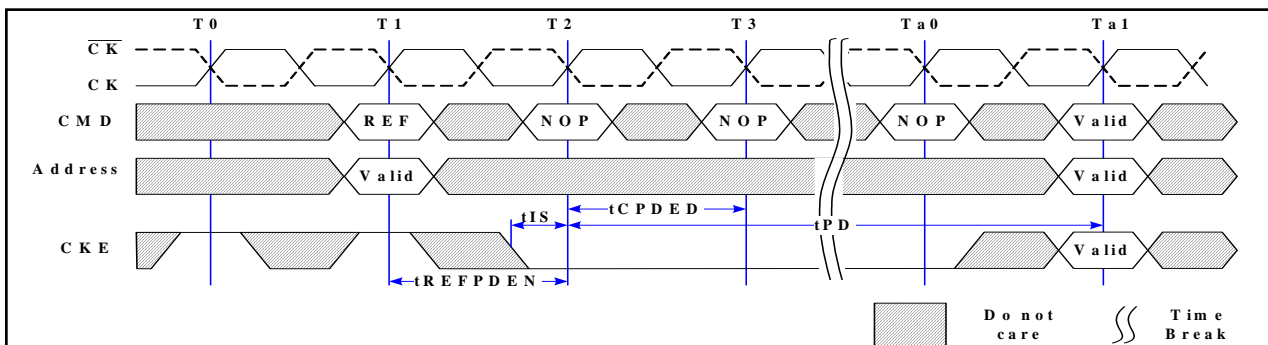 T0 T1 T2 T3 Ta0 Ta1
CK
CK
CMD REF NOP NOP NOP Valid
Address Valid Valid
tCPDED
tIS
tPD
CKE Valid
tREFPDEN
Do not care
Time Break